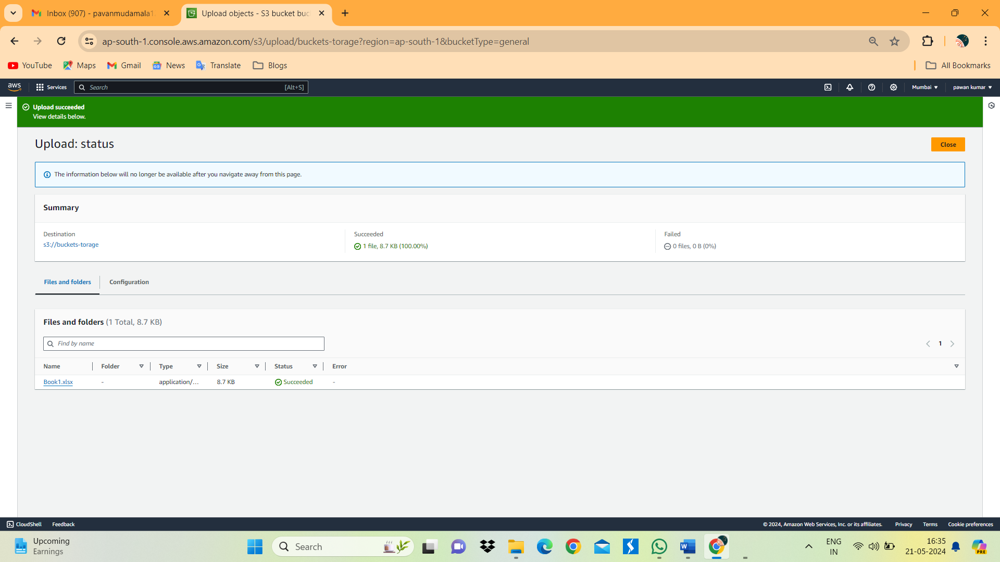 Inbox (907) - pavanmudamala1
Upload objects - S3 bucket buc
ap-south-1.console.aws.amazon.com/s3/upload/buckets-torage?region=ap-south-1&bucketType=general
YouTube Maps Gmail News Translate Blogs All Bookmarks
aws Services Search [Alt+S] Mumbai pawan kumar
Upload succeeded
View details below.
Upload: status
Close
The information below will no longer be available after you navigate away from this page.
Summary
Destination Succeeded Failed
s3://buckets-torage 1 file, 8.7 KB (100.00%) 0 files, 0 B (0%)
Files and folders Configuration
Files and folders (1 Total, 8.7 KB)
Find by name 1
Name Folder Type Size Status Error
Book1.xlsx - application/... 8.7 KB Succeeded -
CloudShell Feedback © 2024, Amazon Web Services, Inc. or its affiliates. Privacy Terms Cookie preferences
Upcoming
Earnings
Search
ENG
IN
16:35
21-05-2024
PRE